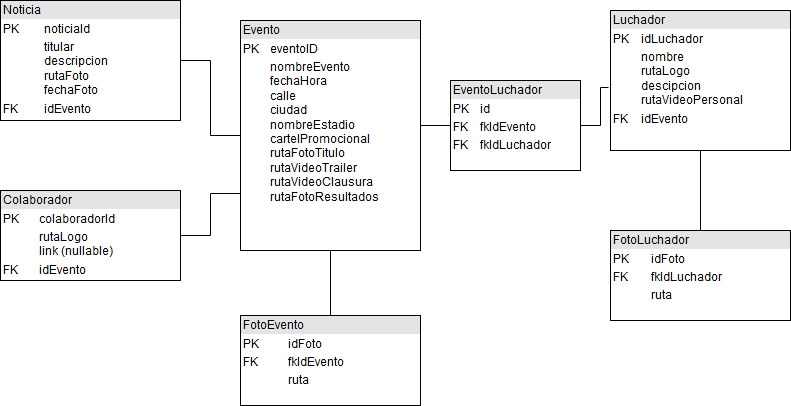 Noticia
PK noticiaId
titular
descripcion
rutaFoto
fechaFoto
FK idEvento
Evento
PK eventoID
nombreEvento
fechaHora
calle
ciudad
nombreEstadio
cartelPromocional
rutaFotoTitulo
rutaVideoTrailer
rutaVideoClausura
rutaFotoResultados
EventoLuchador
PK id
FK fkIdEvento
FK fkIdLuchador
Luchador
PK idLuchador
nombre
rutaLogo
descipcion
rutaVideoPersonal
FK idEvento
Colaborador
PK colaboradorId
rutaLogo
link (nullable)
FK idEvento
FotoLuchador
PK idFoto
FK fkIdLuchador
ruta
FotoEvento
PK idFoto
FK fkIdEvento
ruta